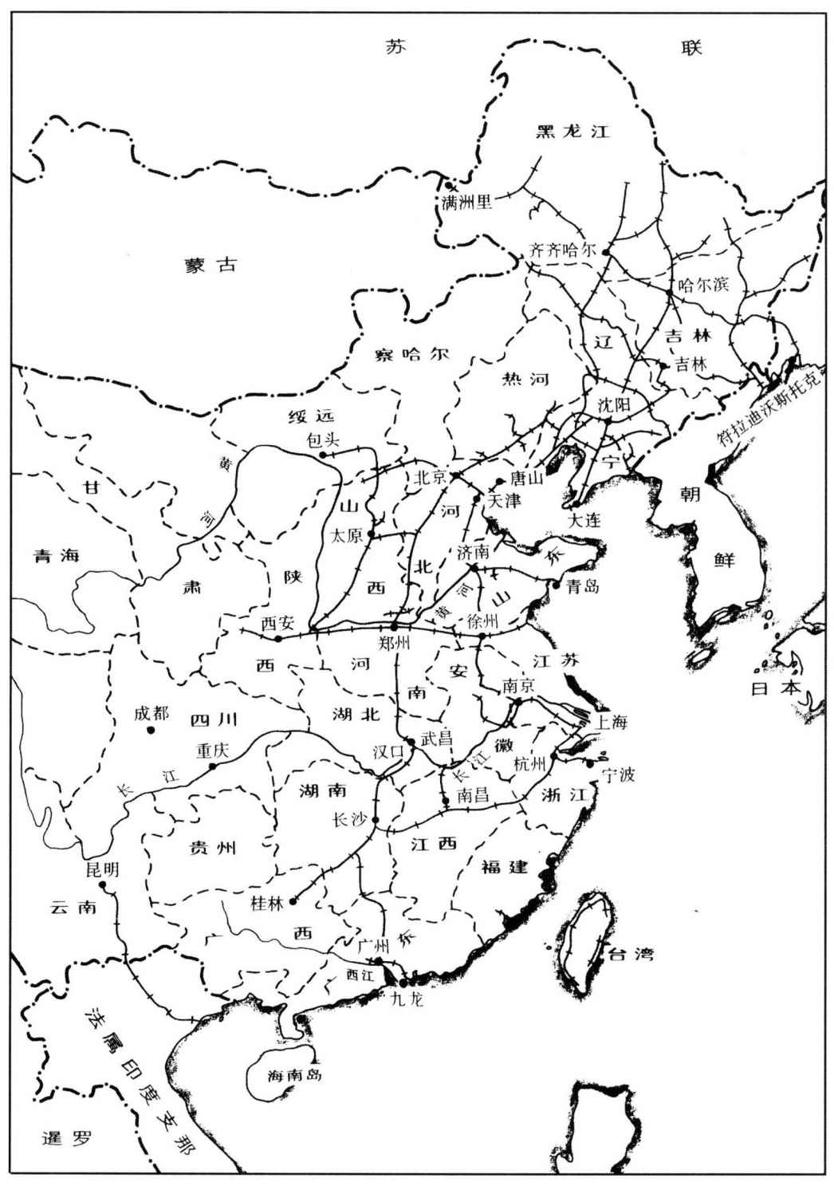 苏 联
黑龙江
满洲里
齐齐哈尔
蒙古
哈尔滨
吉林
辽
吉林
察哈尔
热河
沈阳
符拉迪沃斯托克
绥远
包头
黄
河
北京
唐山
天津
宁
大连
朝
鲜
甘
肃
青海
山
西
太原
河
北
陕
西
济南
山
东
青岛
黄河
西安
郑州
徐州
河
南
安
徽
江苏
日本
南京
上海
成都
四川
湖北
武昌
汉口
重庆
长江
长江
杭州
宁波
浙江
湖南
南昌
长沙
江西
贵州
福建
昆明
云南
桂林
广
西
广州
东
西江
九龙
台湾
海南岛
法属印度支那
暹罗